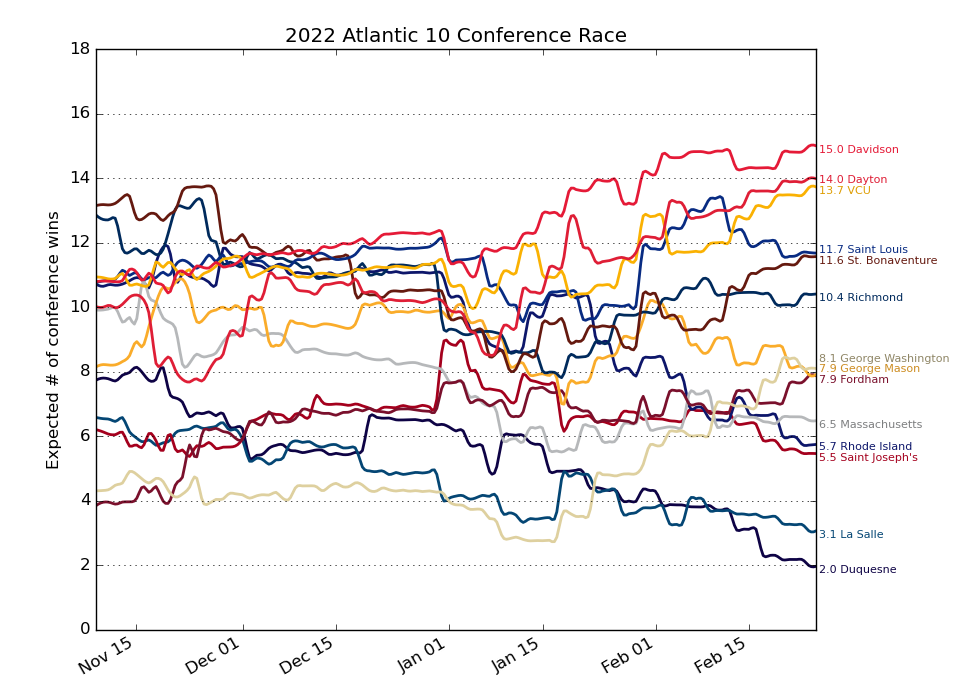 2022 Atlantic 10 Conference Race
Expected # of conference wins
18
16
14
12
10
8
6
4
2
0
Nov 15
Dec 01
Dec 15
Jan 01
Jan 15
Feb 01
Feb 15
15.0 Davidson
14.0 Dayton
13.7 VCU
11.7 Saint Louis
11.6 St. Bonaventure
10.4 Richmond
8.1 George Washington
7.9 George Mason
7.9 Fordham
6.5 Massachusetts
5.7 Rhode Island
5.5 Saint Joseph's
3.1 La Salle
2.0 Duquesne